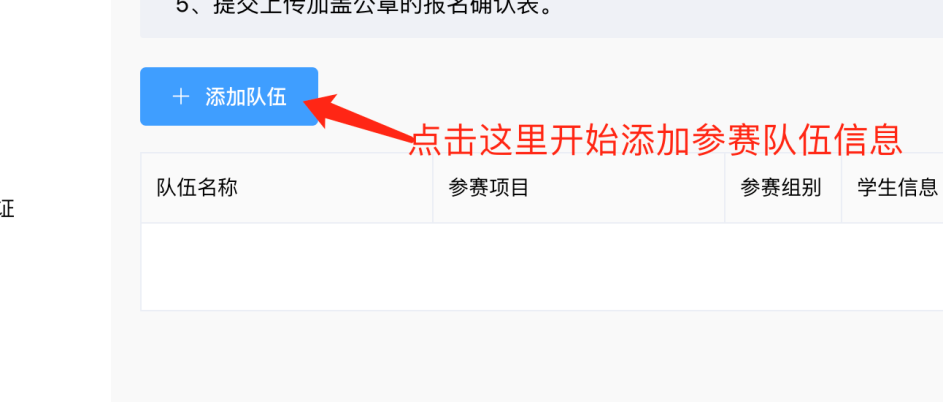 5、提交上传加盖公章的报名确认表。
+ 添加队伍
点击这里开始添加参赛队伍信息
队伍名称 参赛项目 参赛组别 学生信息
证